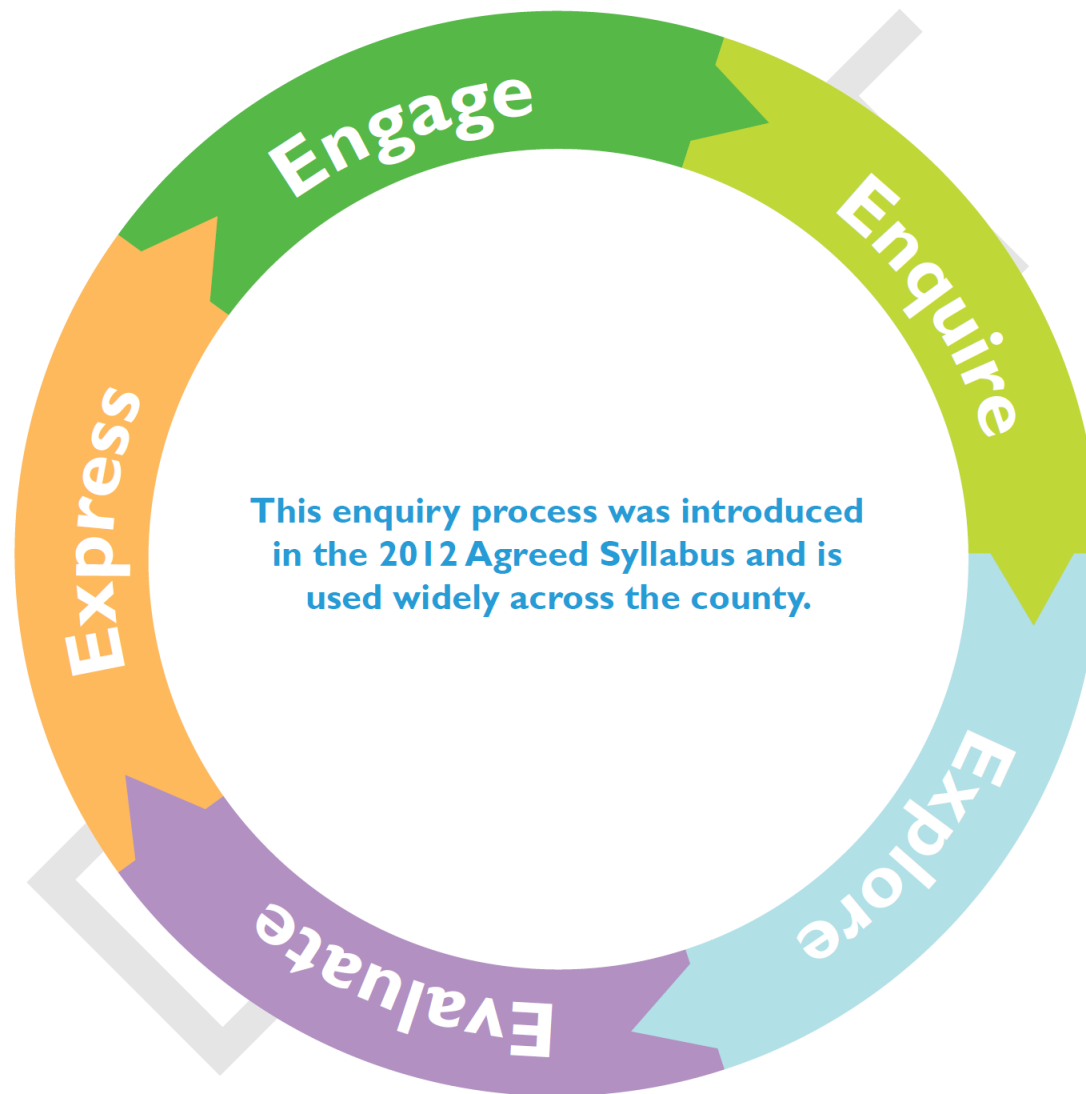 Engage
Enquire
Explore
Evaluate
Express
This enquiry process was introduced
in the 2012 Agreed Syllabus and is
used widely across the county.